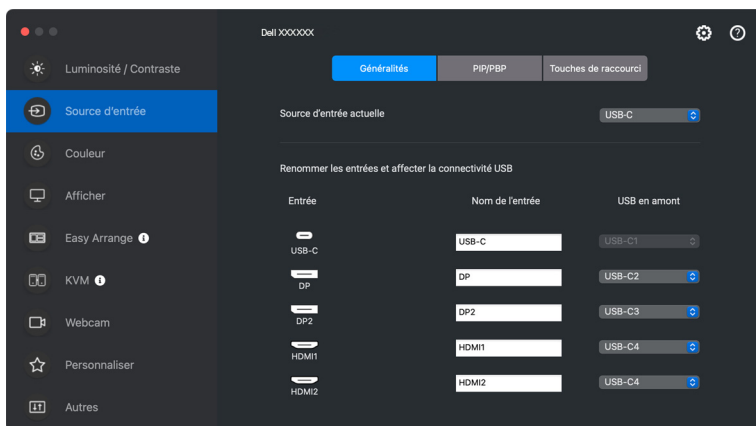 Dell XXXXXX
Luminosité / Contraste
Source d'entrée
Couleur
Afficher
Easy Arrange
KVM
Webcam
Personnaliser
Autres
Généralités PIP/PBP Touches de raccourci
Source d'entrée actuelle USB-C
Renommer les entrées et affecter la connectivité USB
Entrée Nom de l'entrée USB en amont
USB-C USB-C USB-C1
DP DP USB-C2
DP2 DP2 USB-C3
HDMI1 HDMI1 USB-C4
HDMI2 HDMI2 USB-C4